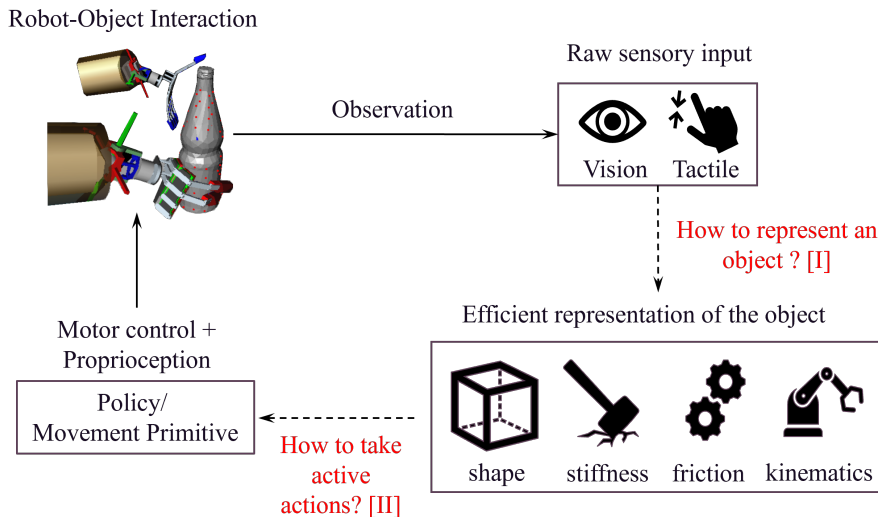 Robot-Object Interaction
Raw sensory input
Observation
Vision
Tactile
How to represent an
object ? [I]
Efficient representation of the object
shape
stiffness
friction
kinematics
How to take
active
actions? [II]
Motor control +
Proprioception
Policy/
Movement Primitive